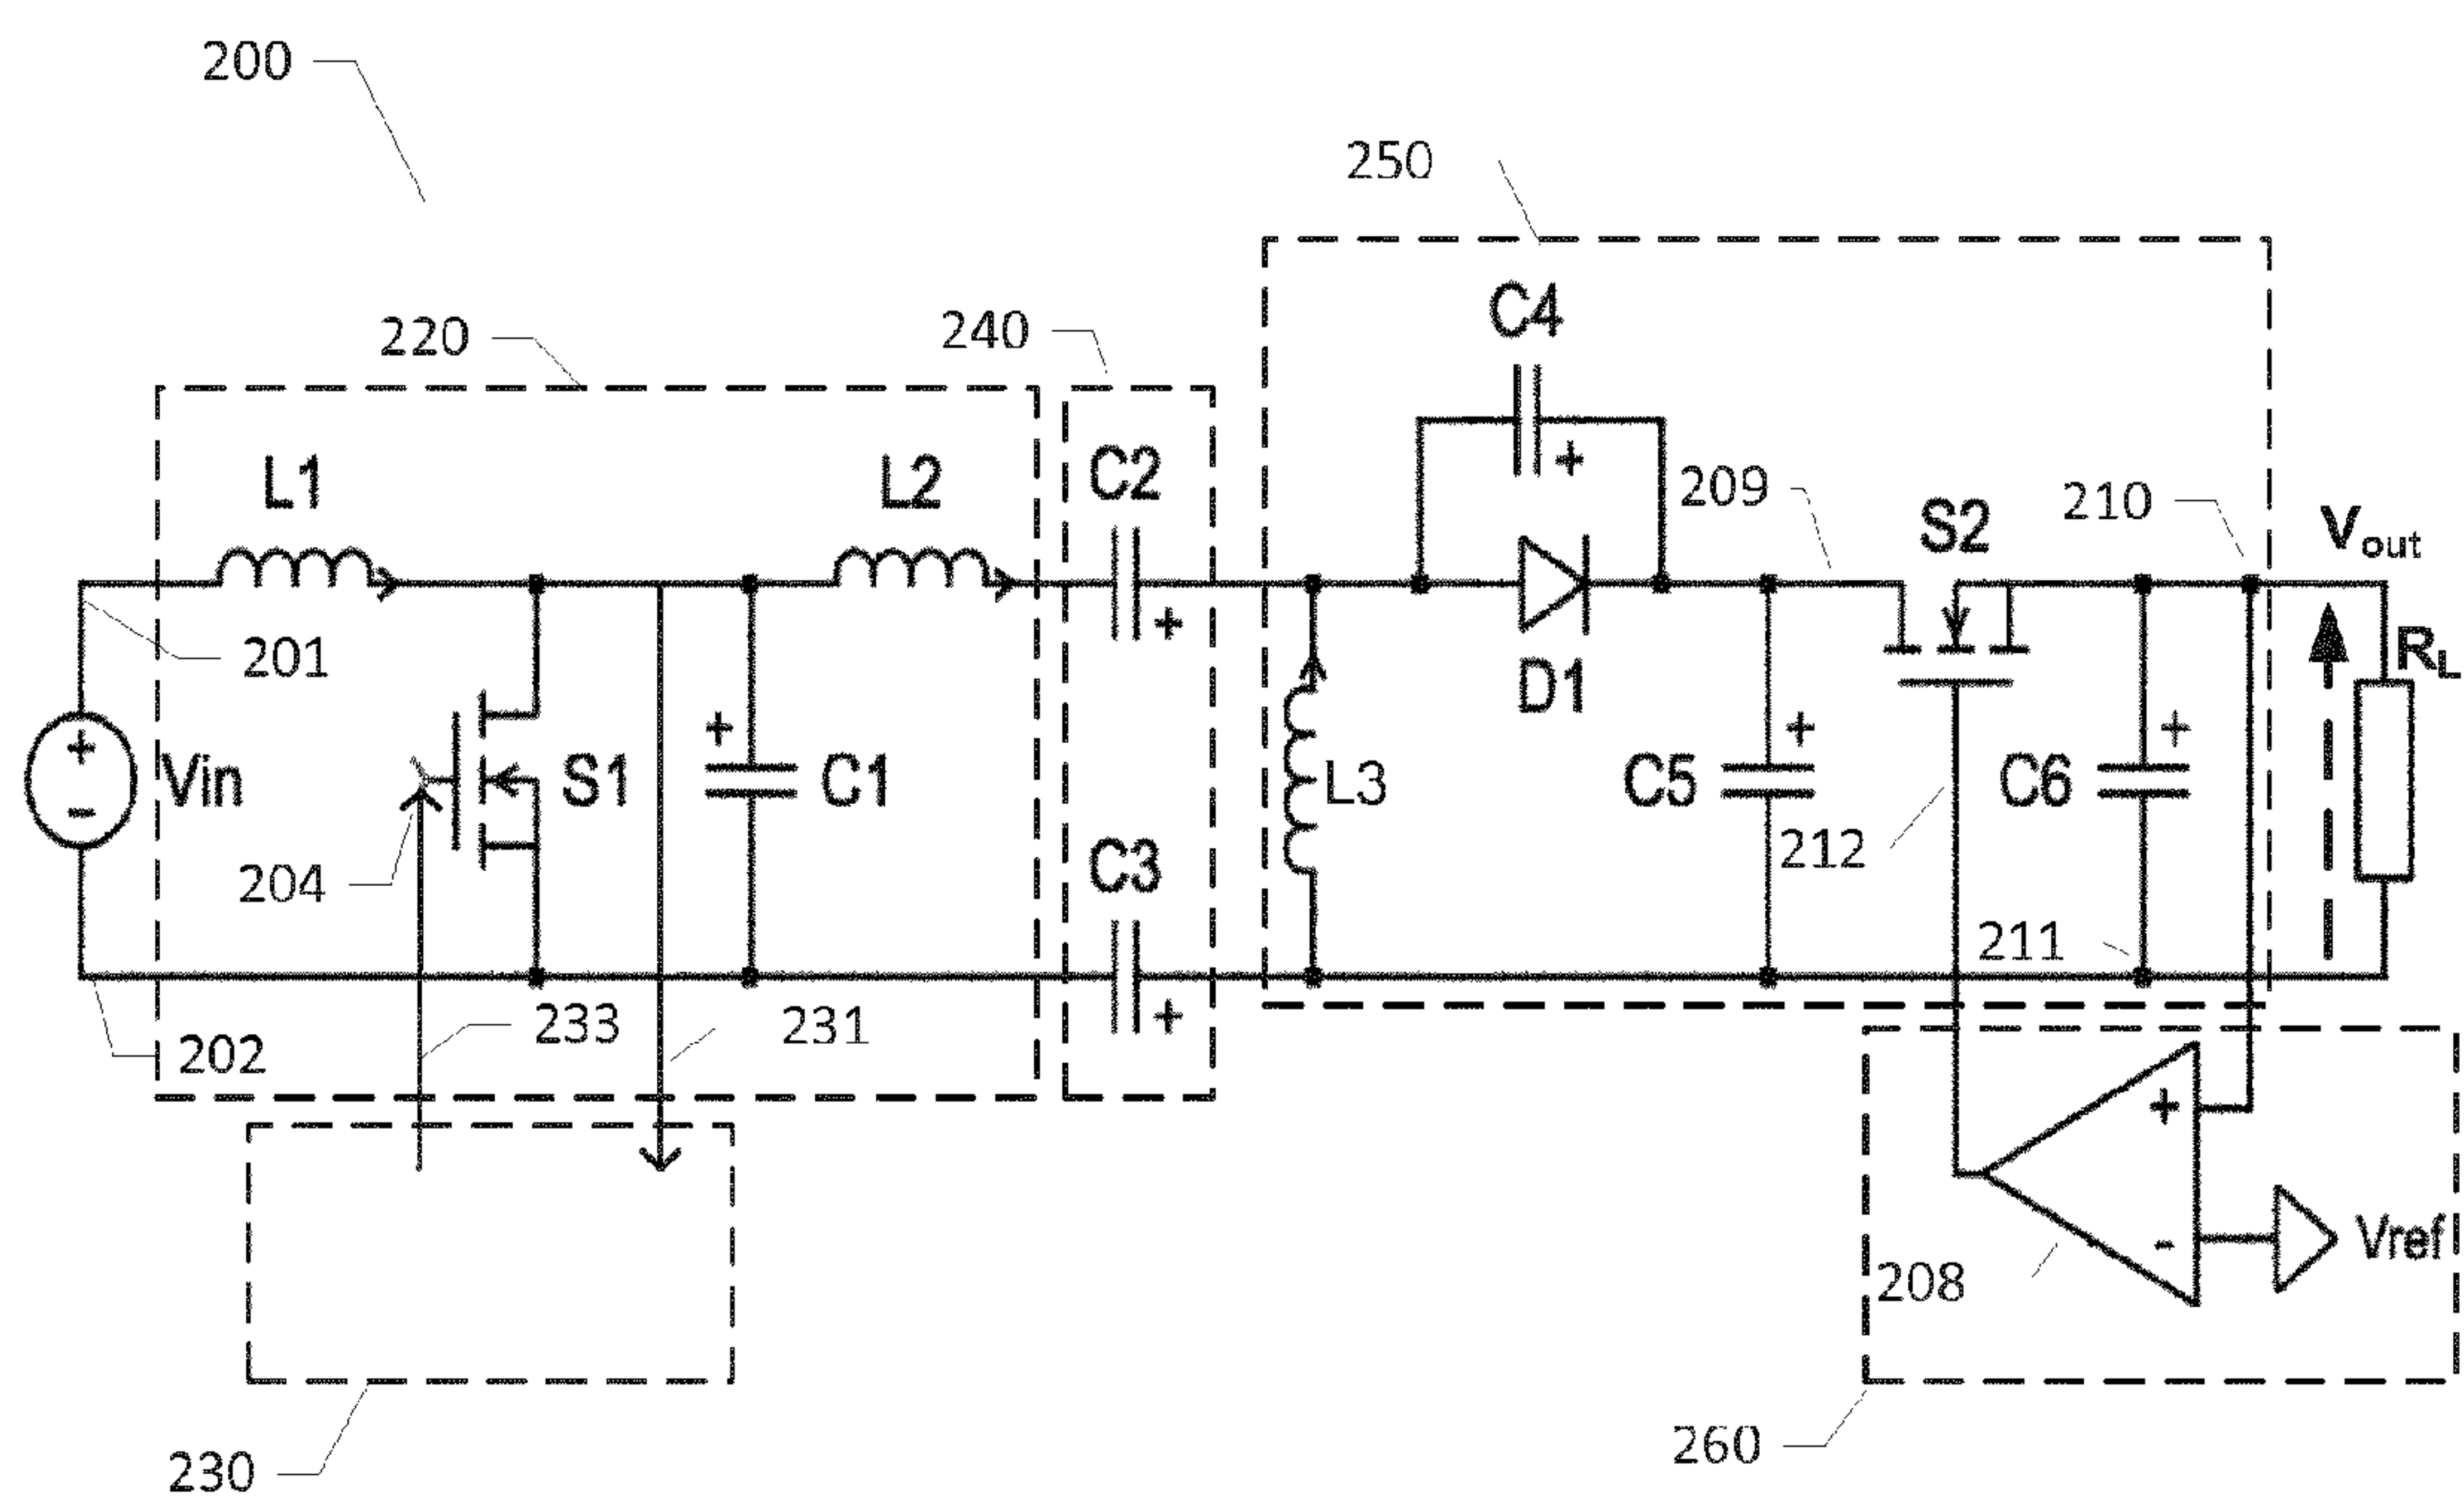 200
250
C4
220
240
L1
L2
C2
209
S2
210
Vout
201
D1
RL
+
Vin
-
S1
+
C1
+
C5
+
L3
C6
+
+
204
C3
212
211
202
233
231
+
+
208
-
Vref
230
260